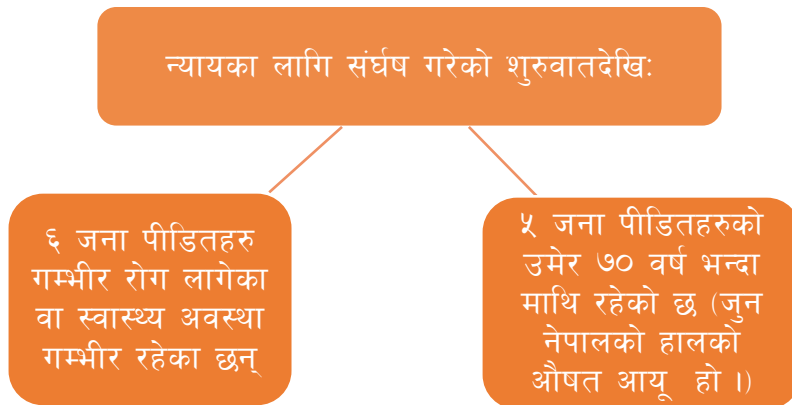 न्यायका लागि संर्घष गरेको शुरुवातदेखिः
६ जना पीडितहरु
गम्भीर रोग लागेका
वा स्वास्थ्य अवस्था
गम्भीर रहेका छन्
५ जना पीडितहरुको
उमेर ७० वर्ष भन्दा
माथि रहेको छ (जुन
नेपालको हालको
औषत आयू हो ।)